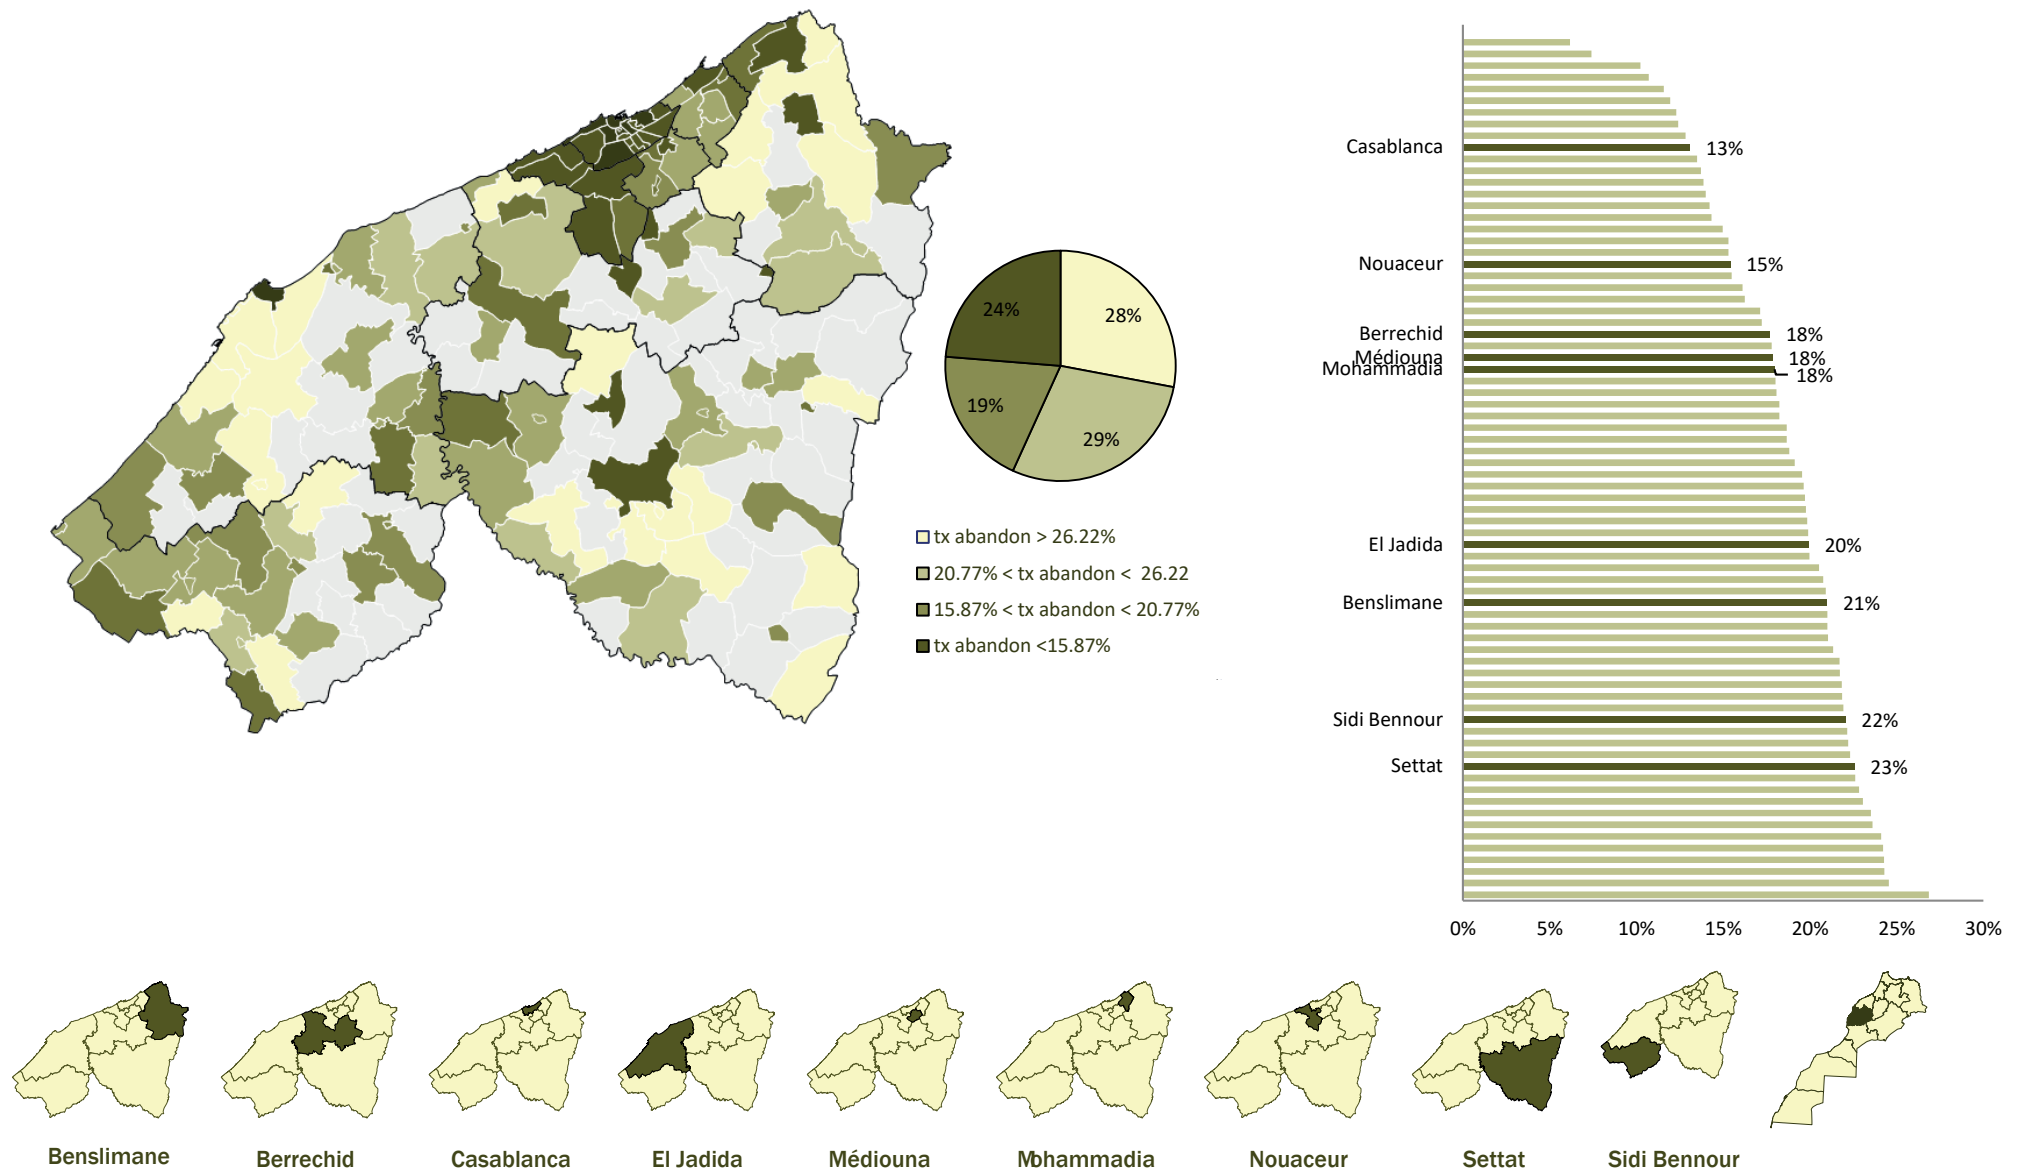 24%
28%
19%
29%
tx abandon > 26.22%
20.77% < tx abandon < 26.22
15.87% < tx abandon < 20.77%
tx abandon <15.87%
Casablanca 13%
Nouaceur 15%
Berrechid 18%
Médiouna 18%
Mohammadia 18%
El Jadida 20%
Benslimane 21%
Sidi Bennour 22%
Settat 23%
0% 5% 10% 15% 20% 25% 30%
Benslimane Berrechid Casablanca El Jadida Médiouna Mohammadia Nouaceur Settat Sidi Bennour